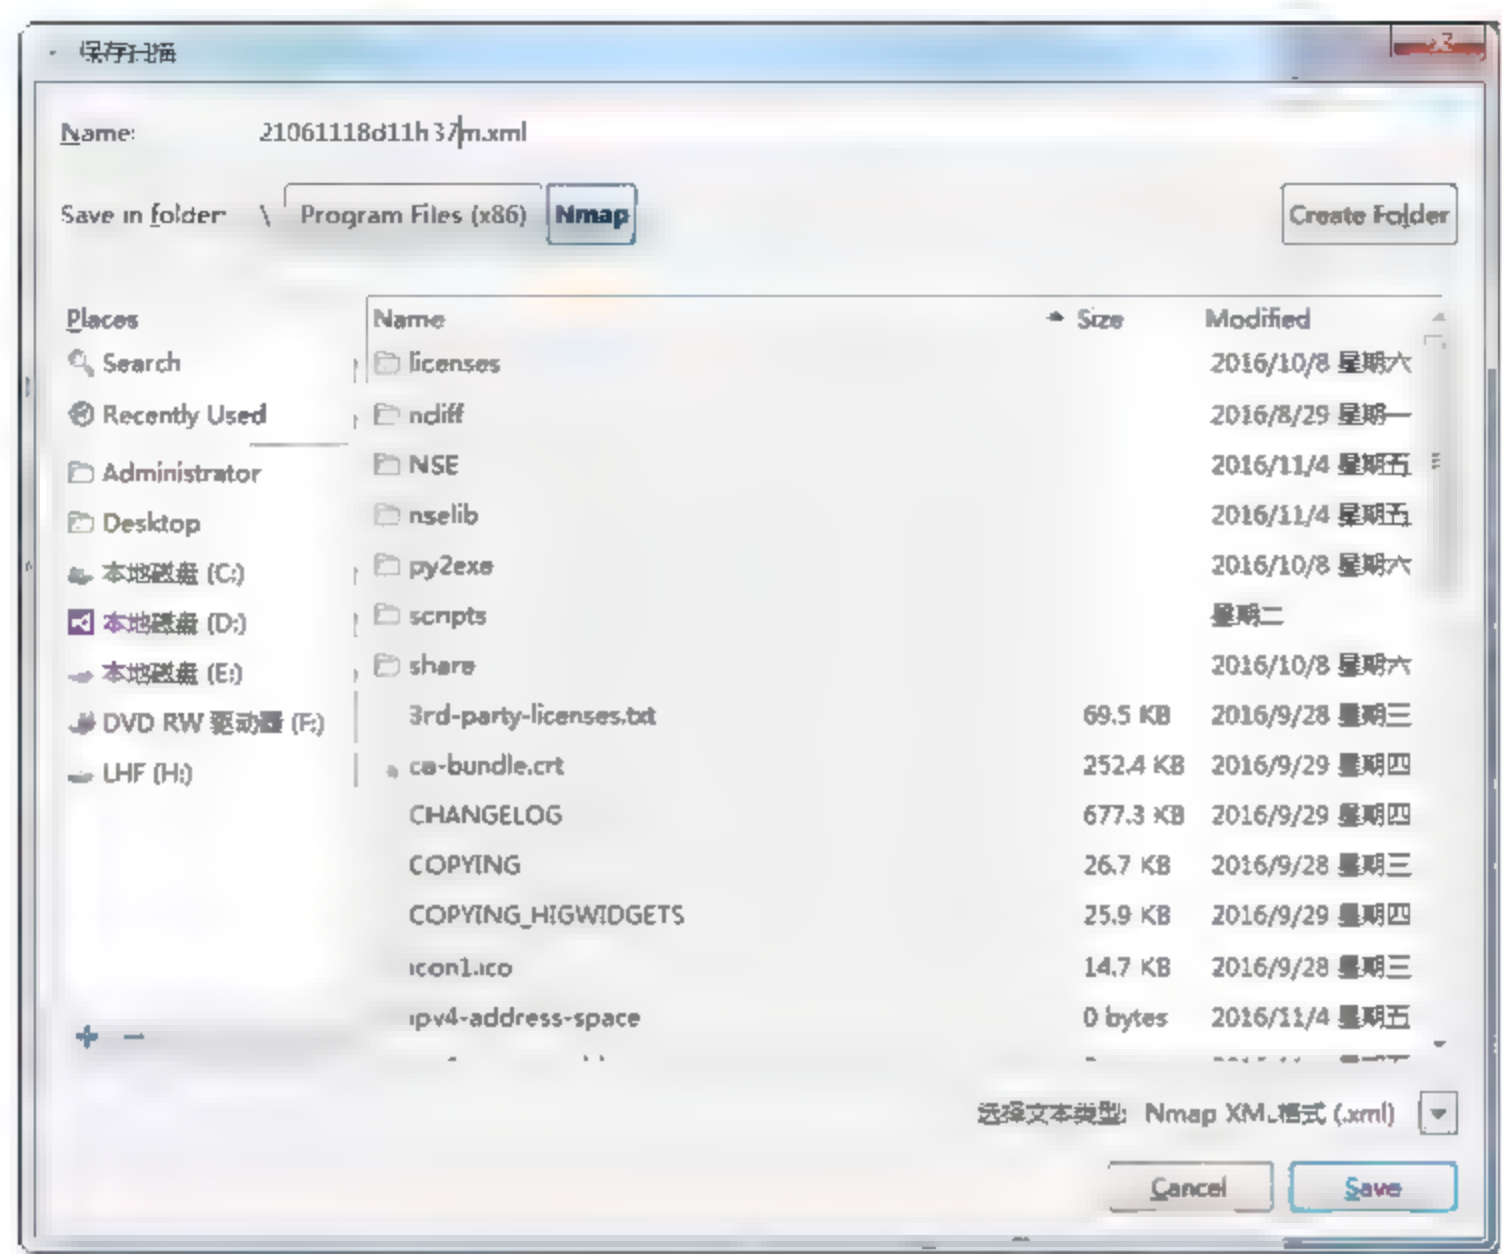 保存扫描
Name: 21061118d11h37m.xml
Save in folder: \ Program Files (x86) Nmap Create Folder
Places
Search
Recently Used
Administrator
Desktop
本地磁盘 (C:)
本地磁盘 (D:)
本地磁盘 (E:)
DVD RW 驱动器 (F:)
LHF (H:)
Name Size Modified
licenses 2016/10/8 星期六
ndiff 2016/8/29 星期一
NSE 2016/11/4 星期五
nselib 2016/11/4 星期五
py2exe 2016/10/8 星期六
scripts 星期二
share 2016/10/8 星期六
3rd-party-licenses.txt 69.5 KB 2016/9/28 星期三
ca-bundle.crt 252.4 KB 2016/9/29 星期四
CHANGELOG 677.3 KB 2016/9/29 星期四
COPYING 26.7 KB 2016/9/28 星期三
COPYING_HIGWIDGETS 25.9 KB 2016/9/29 星期四
icon1.ico 14.7 KB 2016/9/28 星期三
ipv4-address-space 0 bytes 2016/11/4 星期五
选择文本类型: Nmap XML格式 (.xml)
Cancel Save